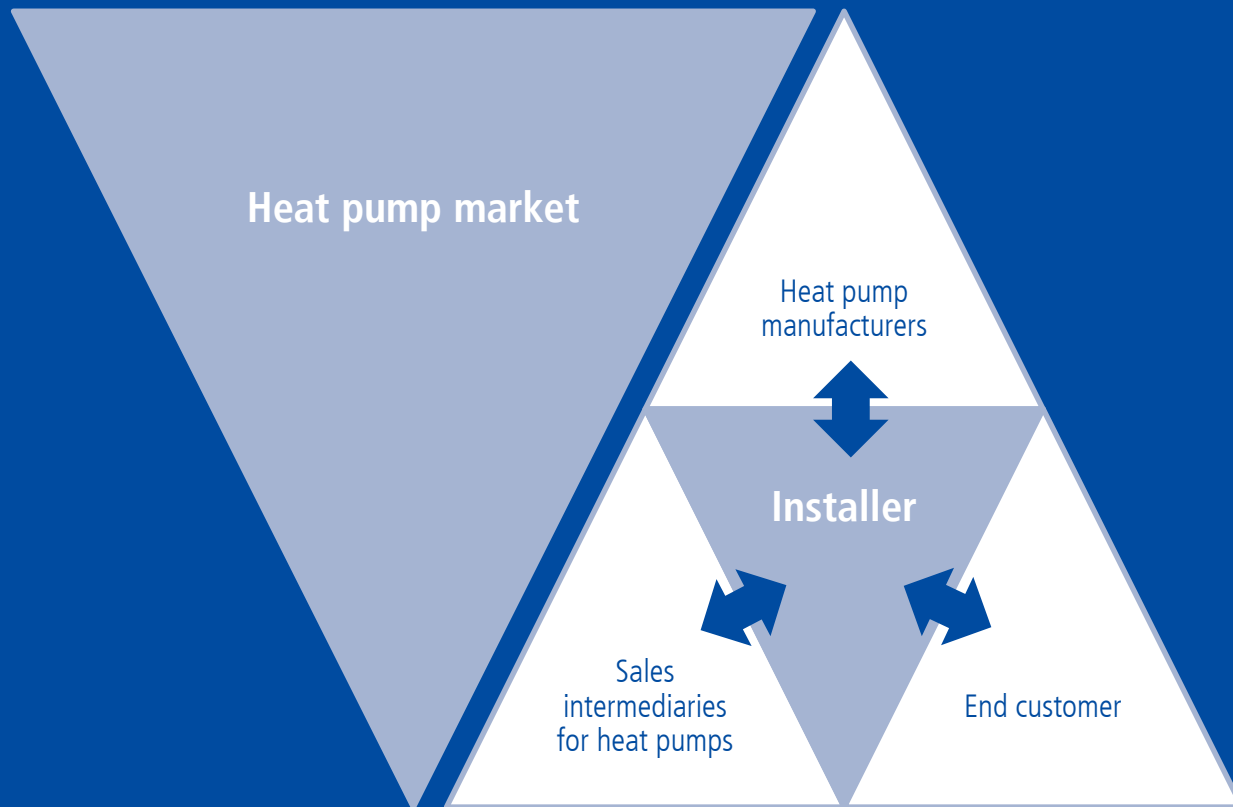 Heat pump market
Heat pump
manufacturers
Installer
Sales
intermediaries
for heat pumps
End customer